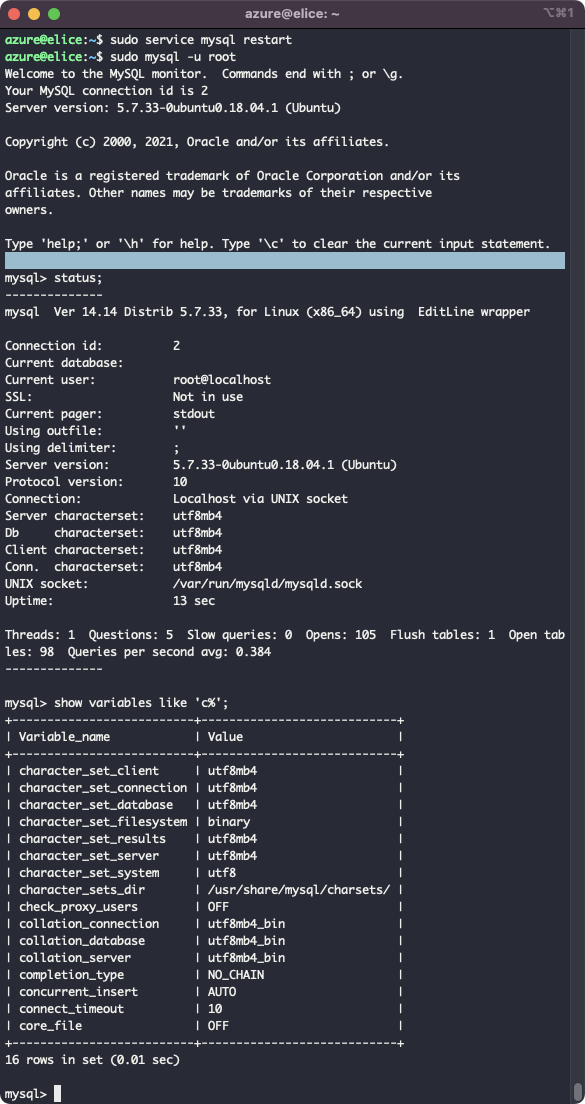 azure@elice: ~
⌥⌘1
azure@elice:~$ sudo service mysql restart
azure@elice:~$ sudo mysql -u root
Welcome to the MySQL monitor.  Commands end with ; or \g.
Your MySQL connection id is 2
Server version: 5.7.33-0ubuntu0.18.04.1 (Ubuntu)

Copyright (c) 2000, 2021, Oracle and/or its affiliates.

Oracle is a registered trademark of Oracle Corporation and/or its
affiliates. Other names may be trademarks of their respective
owners.

Type 'help;' or '\h' for help. Type '\c' to clear the current input statement.

mysql> status;
--------------
mysql  Ver 14.14 Distrib 5.7.33, for Linux (x86_64) using  EditLine wrapper

Connection id:          2
Current database:
Current user:           root@localhost
SSL:                    Not in use
Current pager:          stdout
Using outfile:          ''
Using delimiter:        ;
Server version:         5.7.33-0ubuntu0.18.04.1 (Ubuntu)
Protocol version:       10
Connection:             Localhost via UNIX socket
Server characterset:    utf8mb4
Db     characterset:    utf8mb4
Client characterset:    utf8mb4
Conn.  characterset:    utf8mb4
UNIX socket:            /var/run/mysqld/mysqld.sock
Uptime:                 13 sec

Threads: 1  Questions: 5  Slow queries: 0  Opens: 105  Flush tables: 1  Open tab
les: 98  Queries per second avg: 0.384
--------------

mysql> show variables like 'c%';
+--------------------------+----------------------------+
| Variable_name            | Value                      |
+--------------------------+----------------------------+
| character_set_client     | utf8mb4                    |
| character_set_connection | utf8mb4                    |
| character_set_database   | utf8mb4                    |
| character_set_filesystem | binary                     |
| character_set_results    | utf8mb4                    |
| character_set_server     | utf8mb4                    |
| character_set_system     | utf8                       |
| character_sets_dir       | /usr/share/mysql/charsets/ |
| check_proxy_users        | OFF                        |
| collation_connection     | utf8mb4_bin                |
| collation_database       | utf8mb4_bin                |
| collation_server         | utf8mb4_bin                |
| completion_type          | NO_CHAIN                   |
| concurrent_insert        | AUTO                       |
| connect_timeout          | 10                         |
| core_file                | OFF                        |
+--------------------------+----------------------------+
16 rows in set (0.01 sec)

mysql>